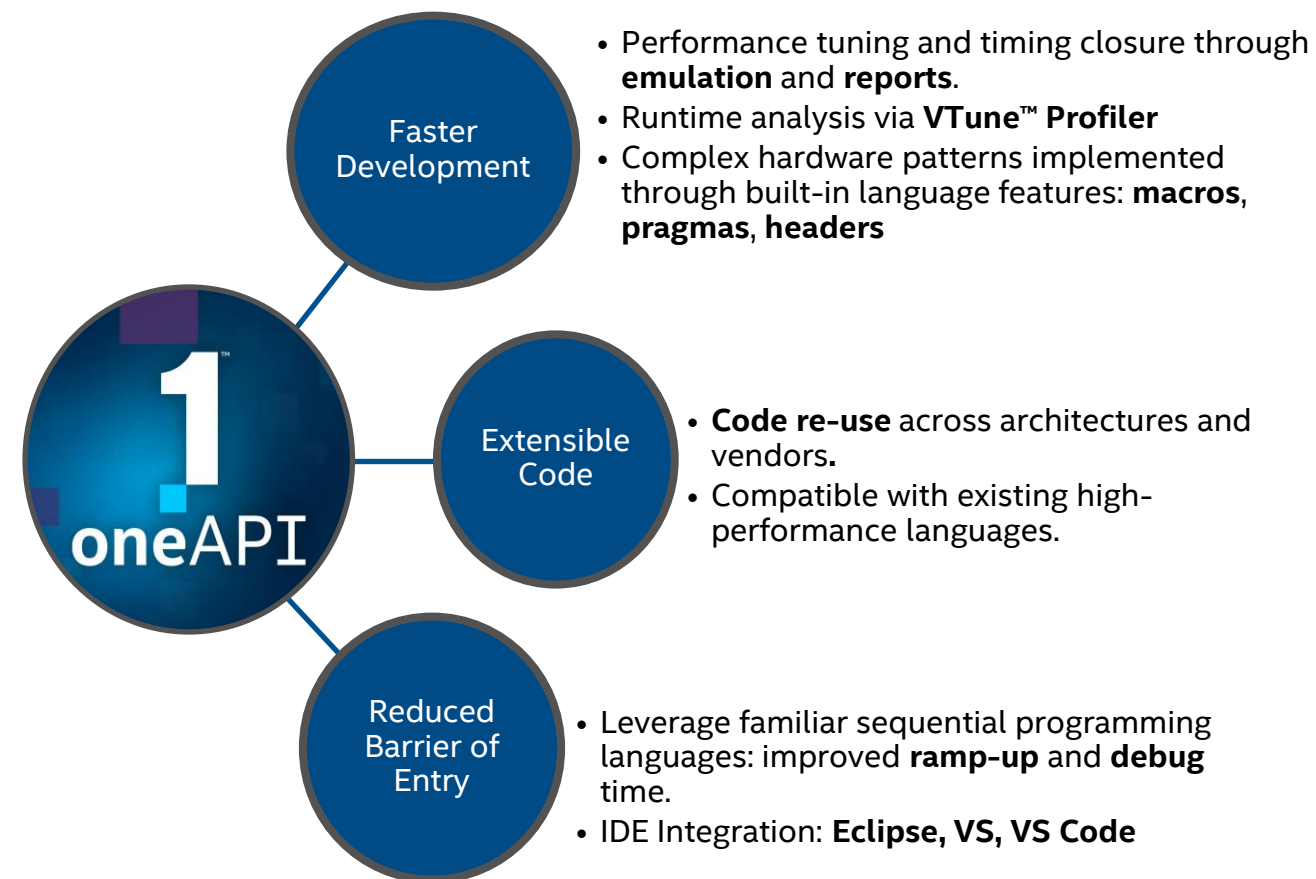 Faster
Development
• Performance tuning and timing closure through
emulation and reports.
• Runtime analysis via VTune™ Profiler
• Complex hardware patterns implemented
through built-in language features: macros,
pragmas, headers
1™
oneAPI
Extensible
Code
• Code re-use across architectures and
vendors.
• Compatible with existing high-
performance languages.
Reduced
Barrier of
Entry
• Leverage familiar sequential programming
languages: improved ramp-up and debug
time.
• IDE Integration: Eclipse, VS, VS Code